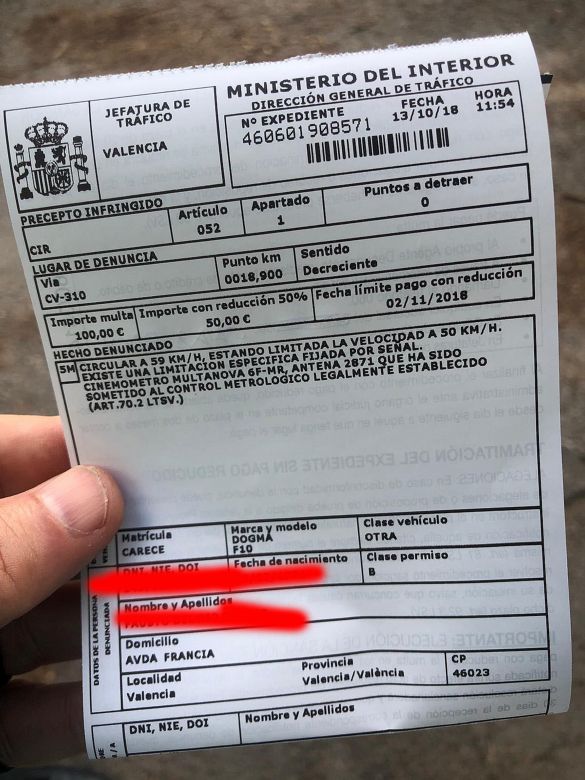 MINISTERIO DEL INTERIOR
DIRECCIÓN GENERAL DE TRÁFICO
JEFATURA DE
TRÁFICO
VALENCIA
Nº EXPEDIENTE
460601908571
FECHA
13/10/18
HORA
11:54
PRECEPTO INFRINGIDO
CIR
Artículo
052
Apartado
1
Puntos a detraer
0
LUGAR DE DENUNCIA
Vía
CV-310
Punto km
0018,900
Sentido
Decreciente
Importe multa
100,00 €
Importe con reducción 50%
50,00 €
Fecha límite pago con reducción
02/11/2018
HECHO DENUNCIADO
5M CIRCULAR A 59 KM/H, ESTANDO LIMITADA LA VELOCIDAD A 50 KM/H.
EXISTE UNA LIMITACION ESPECIFICA FIJADA POR SEÑAL.
CINEMOMETRO MULTANOVA 6F-MR, ANTENA 2871 QUE HA SIDO
SOMETIDO AL CONTROL METROLOGICO LEGALMENTE ESTABLECIDO
(ART.70.2 LTSV.)
DATOS DE LA PERSONA
DENUNCIADA
Matrícula
CARECE
Marca y modelo
DOGMA
F10
Clase vehículo
OTRA
DNI, NIE, DOI
Fecha de nacimiento
Clase permiso
B
Nombre y Apellidos
Domicilio
AVDA FRANCIA
Localidad
Valencia
Provincia
Valencia/València
CP
46023
DNI, NIE, DOI
Nombre y Apellidos